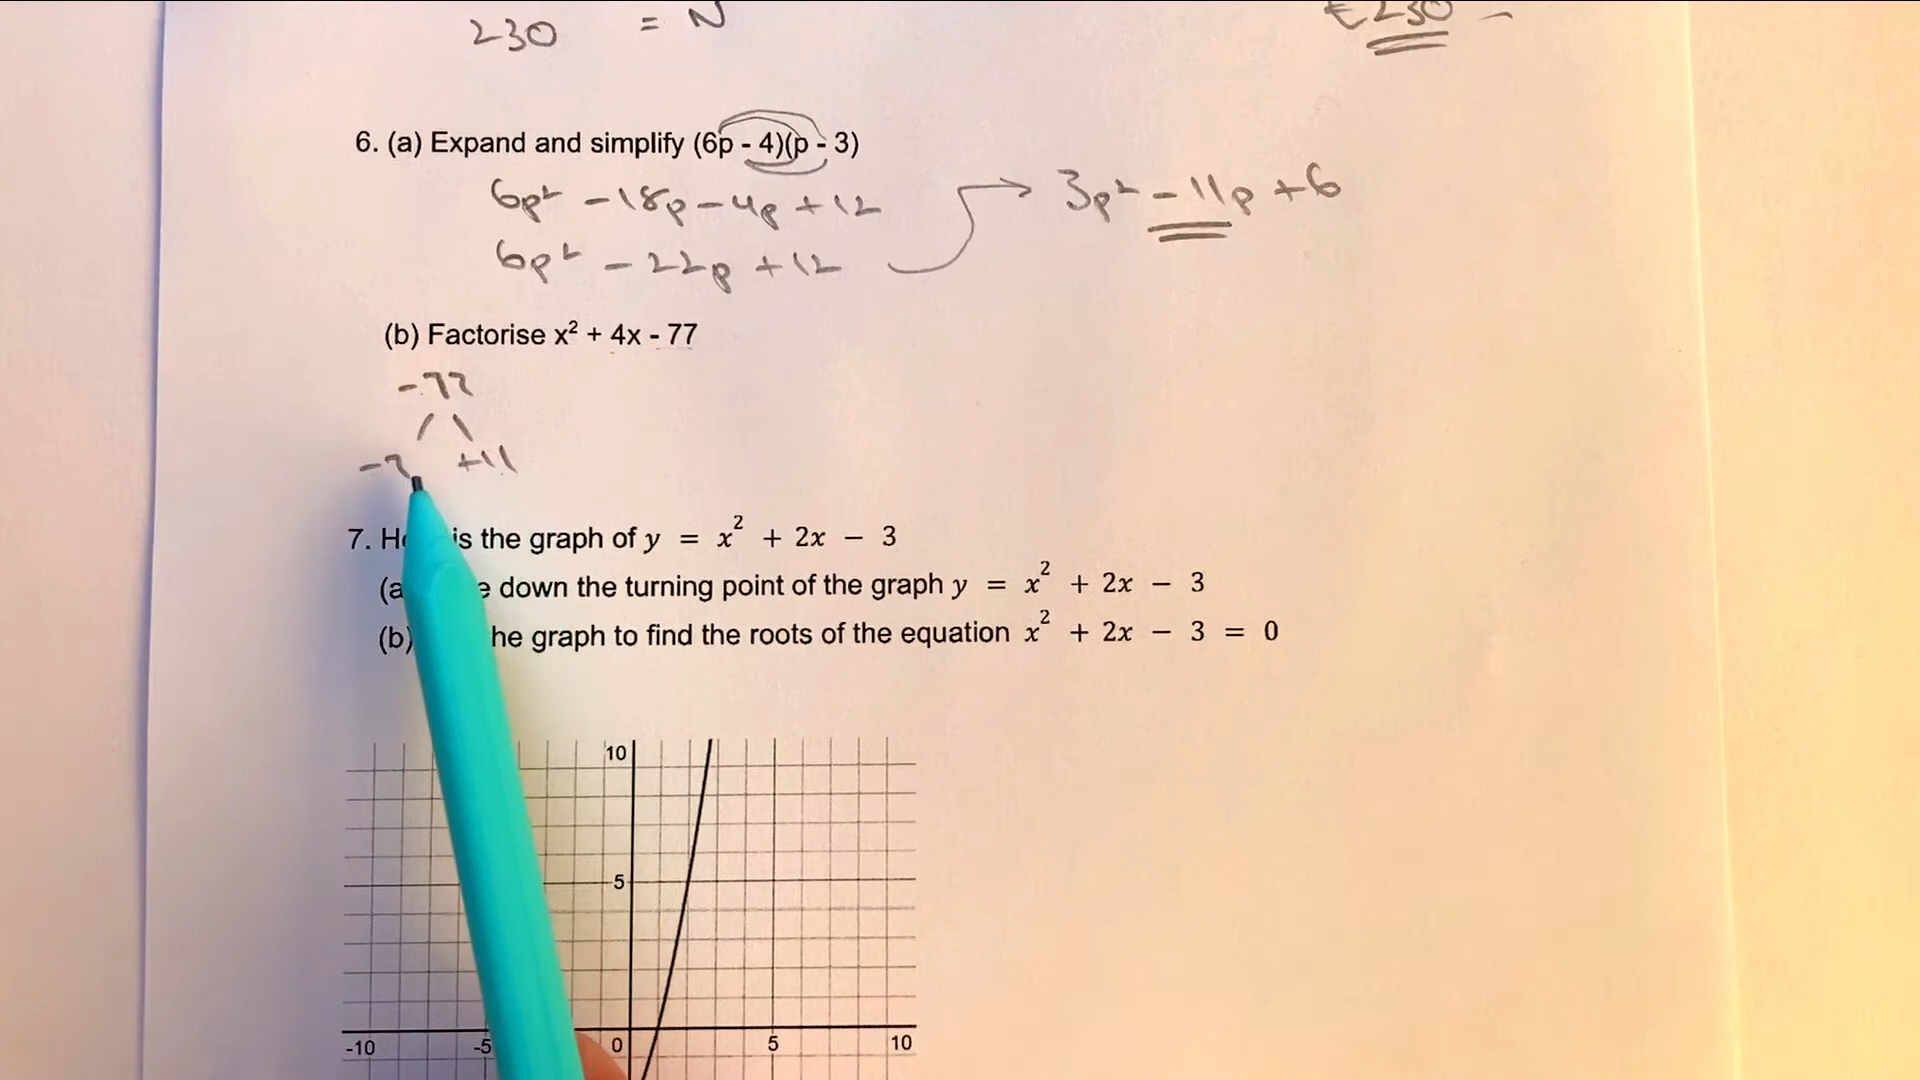 230 = N
€230
6. (a) Expand and simplify (6p - 4)(p - 3)
6p² - 18p - 4p + 12
3p² - 11p + 6
6p² - 22p + 12
(b) Factorise x² + 4x - 77
-77
-7 +11
7. is the graph of y = x² + 2x - 3
(a down the turning point of the graph y = x² + 2x - 3
(b) he graph to find the roots of the equation x² + 2x - 3 = 0
10
5
-10 -5 0 5 10